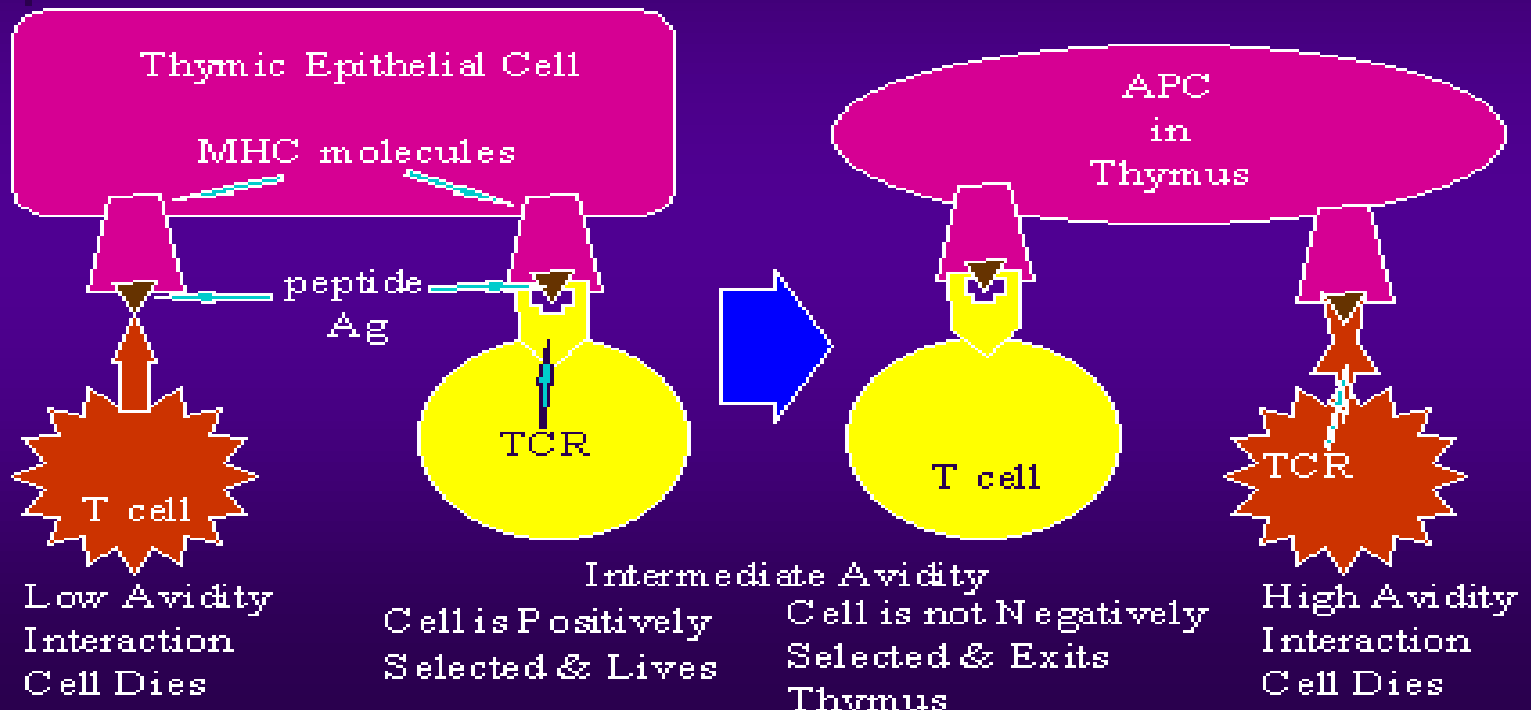 Thymic Epithelial Cell
MHC molecules
peptide
Ag
T cell
TCR
APC
in
Thymus
T cell
TCR
Low Avidity
Interaction
Cell Dies
Intermediate Avidity
Cell is Positively
Selected & Lives
Cell is not Negatively
Selected & Exits
Thymus
High Avidity
Interaction
Cell Dies